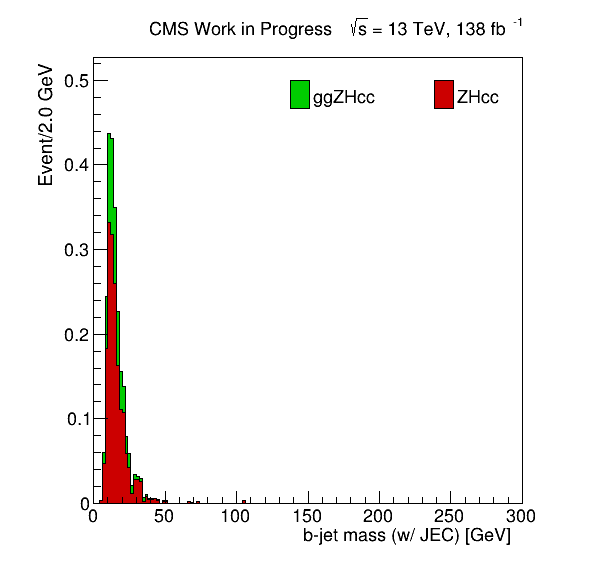 CMS Work in Progress √s = 13 TeV, 138 fb -1
Event/2.0 GeV
ggZHcc
ZHcc
0.5
0.4
0.3
0.2
0.1
0
0 50 100 150 200 250 300
b-jet mass (w/ JEC) [GeV]